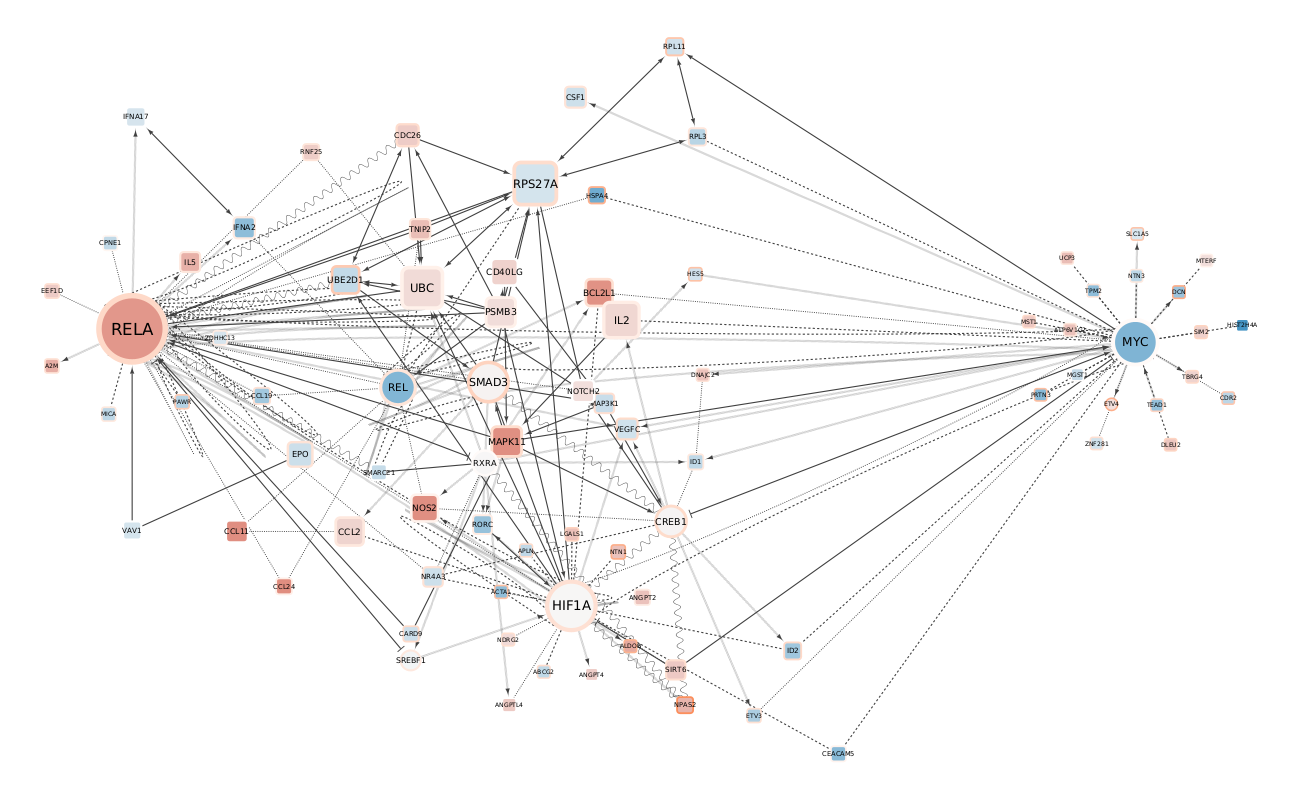 RPL11
CSF1
IFNA17
CDC26
RPL3
RNF25
RPS27A
HSPA4
IFNA2
TNIP2
SLC1A5
CPNE1
UCP3
MTERF
IL5
CD40LG
HES5
NTN3
UBE2D1
UBC
EEF1D
BCL2L1
TPM2
DCN
PSMB3
IL2
MSTL
HIST2H4A
RELA
ATP6V1G2
SIM2
ZDHHC13
MYC
A2M
DNAJC2
MGST1
TBRG4
REL
SMAD3
NOTCH2
CCL19
PRTN3
CDR2
PAWR
MAP3K1
ETV4
TEAD1
MICA
VEGFC
MAPK11
ZNF281
DLEU2
EPO
RXRA
ID1
SMARCE1
NOS2
CREB1
RORC
VAV1
CCL11
CCL2
LGALS1
APLN
NTN1
NR4A3
CCL24
ACTA1
ANGPT2
HIF1A
CARD9
NDRG2
ALDOB
ID2
SREBF1
ABCG2
ANGPT4
SIRT6
ANGPTL4
NPAS2
ETV3
CEACAM5